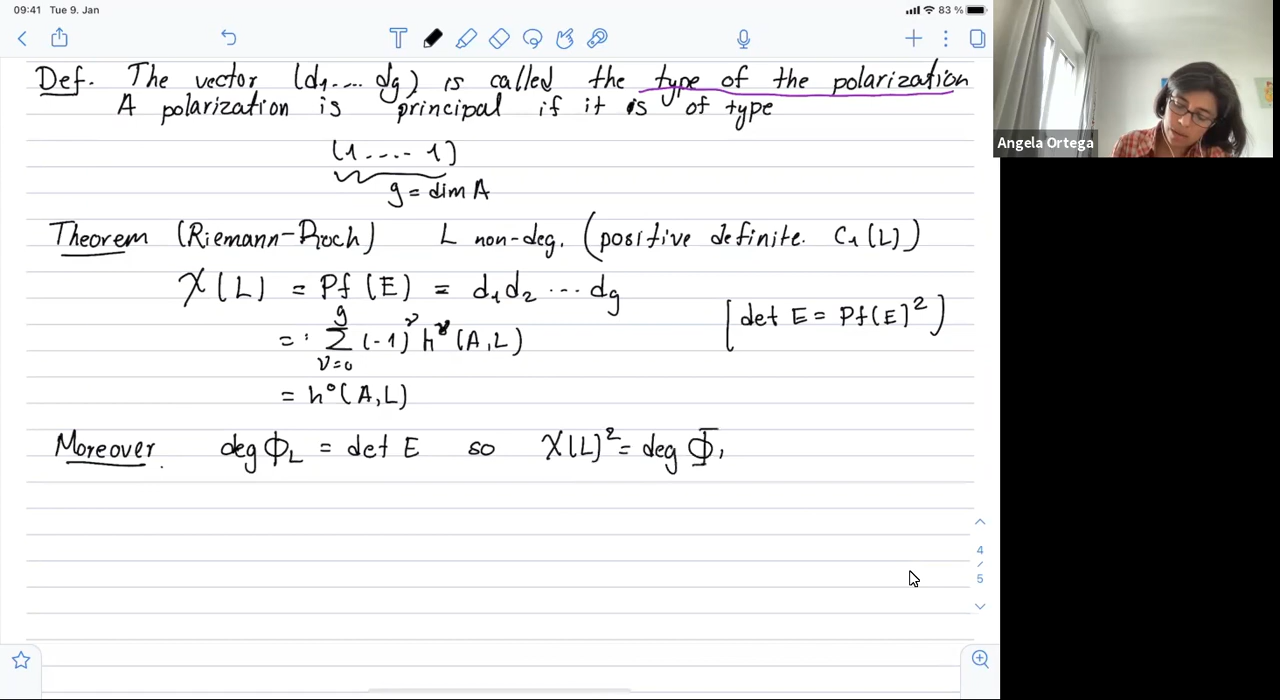 09:41 Tue 9. Jan
83 %
Def. The vector (d1.... dg) is called the type of the polarization
A polarization is principal if it is of type
(1.... 1)
g = dim A
Theorem (Riemann-Roch) L non-deg. (positive definite. C1(L))
χ(L) = Pf(E) = d1d2 ... dg
[det E = Pf(E)²]
= Σ_{ν=0}^{g} (-1)^ν h^ν(A,L)
= h°(A,L)
Moreover. deg ϕ_L = det E so χ(L)² = deg Φ,
4
/
5
Angela Ortega